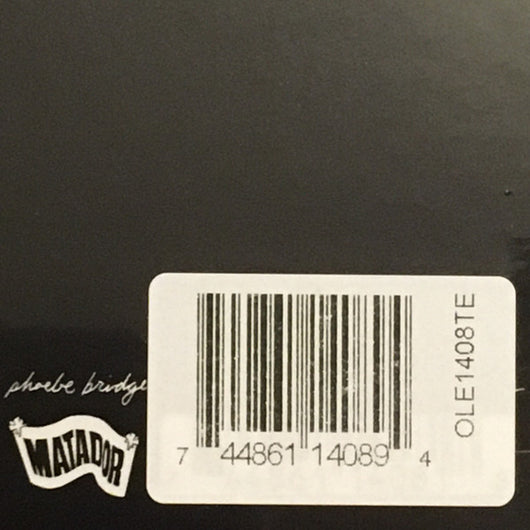 OLE1408TE
phoebe bridge
MATADOR
7 44861 14089 4